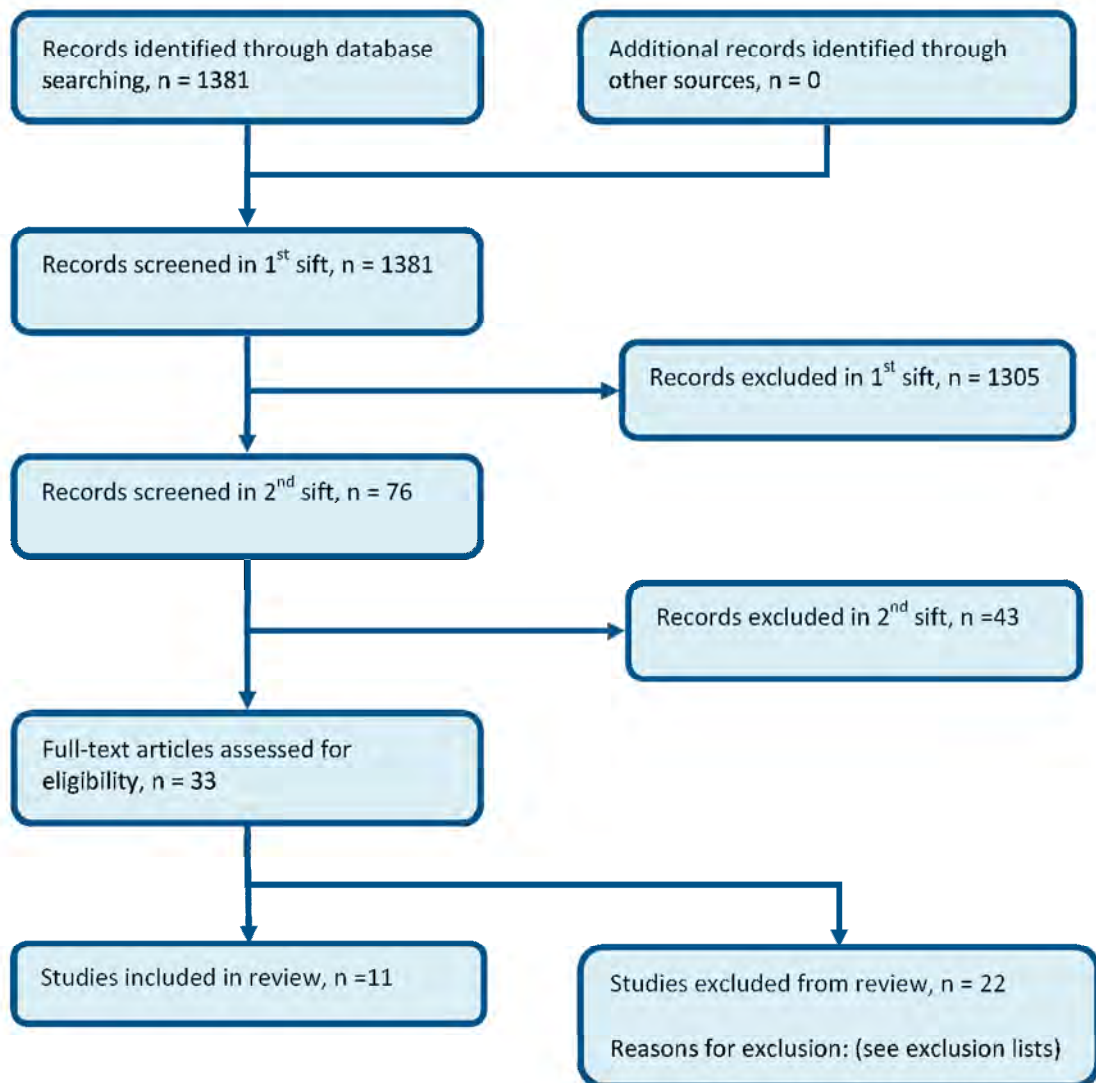 Records identified through database
searching, n = 1381
Additional records identified through
other sources, n = 0
Records screened in 1st sift, n = 1381
Records excluded in 1st sift, n = 1305
Records screened in 2nd sift, n = 76
Records excluded in 2nd sift, n =43
Full-text articles assessed for
eligibility, n = 33
Studies included in review, n =11
Studies excluded from review, n = 22
Reasons for exclusion: (see exclusion lists)